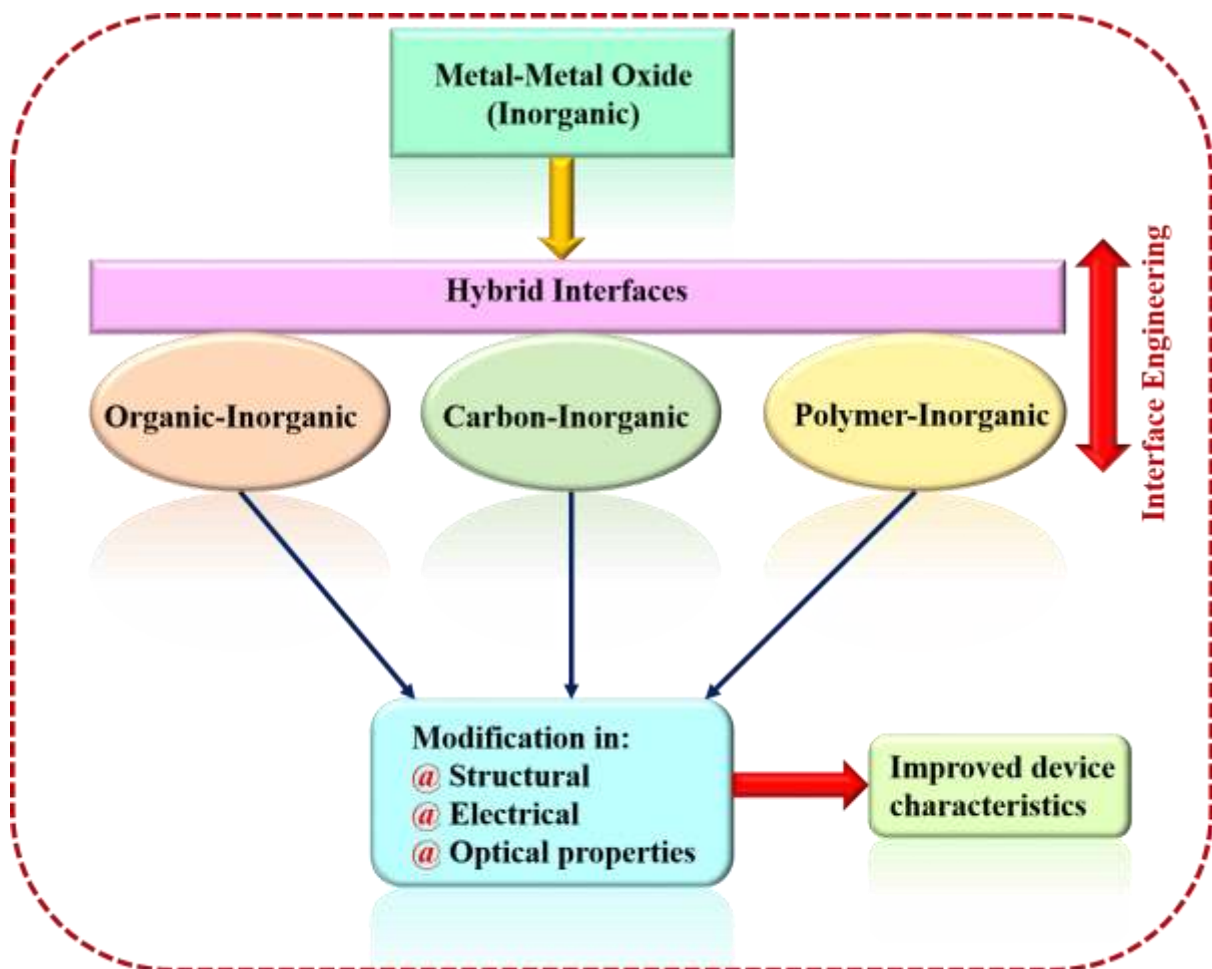 Metal-Metal Oxide
(Inorganic)
Hybrid Interfaces
Organic-Inorganic
Carbon-Inorganic
Polymer-Inorganic
Interface Engineering
Modification in:
@ Structural
@ Electrical
@ Optical properties
Improved device
characteristics